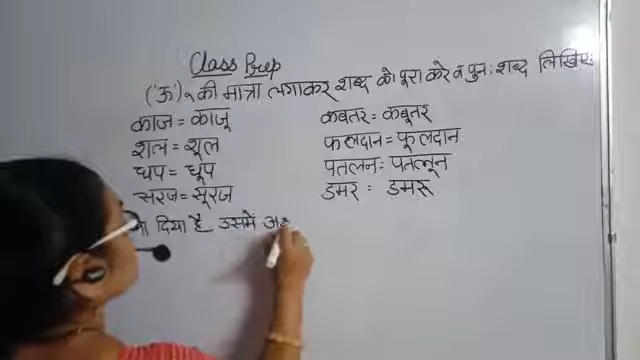 Class Prep
('ऊ') ू की मात्रा लगाकर शब्द को पूरा करे व पुनः शब्द लिखिए:
काज = काजू
शल = शूल
धप = धूप
सरज = सूरज
कबतर = कबूतर
फलदान = फूलदान
पतलन = पतलून
डमर = डमरू
दिया है उसमें